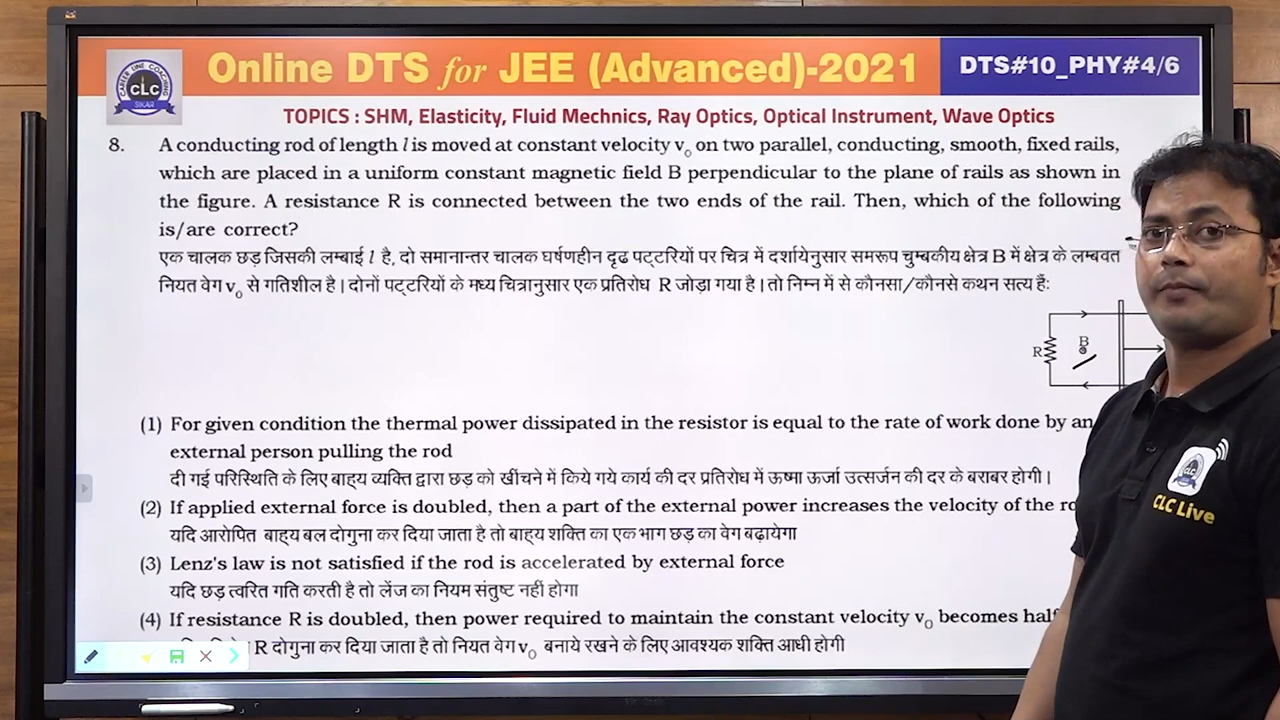 Online DTS for JEE (Advanced)-2021
DTS#10_PHY#4/6
CAREER LINE COACHING
CLC
SIKAR
TOPICS : SHM, Elasticity, Fluid Mechnics, Ray Optics, Optical Instrument, Wave Optics
8. A conducting rod of length l is moved at constant velocity v₀ on two parallel, conducting, smooth, fixed rails,
which are placed in a uniform constant magnetic field B perpendicular to the plane of rails as shown in
the figure. A resistance R is connected between the two ends of the rail. Then, which of the following
is/are correct?
एक चालक छड़ जिसकी लम्बाई l है, दो समानान्तर चालक घर्षणहीन दृढ पट्टरियों पर चित्र में दर्शायेनुसार समरूप चुम्बकीय क्षेत्र B में क्षेत्र के लम्बवत
नियत वेग v₀ से गतिशील है। दोनों पट्टरियों के मध्य चित्रानुसार एक प्रतिरोध R जोड़ा गया है। तो निम्न में से कौनसा/कौनसे कथन सत्य हैं:
R
B
(1) For given condition the thermal power dissipated in the resistor is equal to the rate of work done by an
external person pulling the rod
दी गई परिस्थिति के लिए बाह्य व्यक्ति द्वारा छड़ को खींचने में किये गये कार्य की दर प्रतिरोध में ऊष्मा ऊर्जा उत्सर्जन की दर के बराबर होगी।
(2) If applied external force is doubled, then a part of the external power increases the velocity of the
यदि आरोपित बाह्य बल दोगुना कर दिया जाता है तो बाह्य शक्ति का एक भाग छड़ का वेग बढ़ायेगा
(3) Lenz's law is not satisfied if the rod is accelerated by external force
यदि छड़ त्वरित गति करती है तो लेंज का नियम संतुष्ट नहीं होगा
(4) If resistance R is doubled, then power required to maintain the constant velocity v₀ becomes half
R दोगुना कर दिया जाता है तो नियत वेग v₀ बनाये रखने के लिए आवश्यक शक्ति आधी होगी
CLC
CLC Live